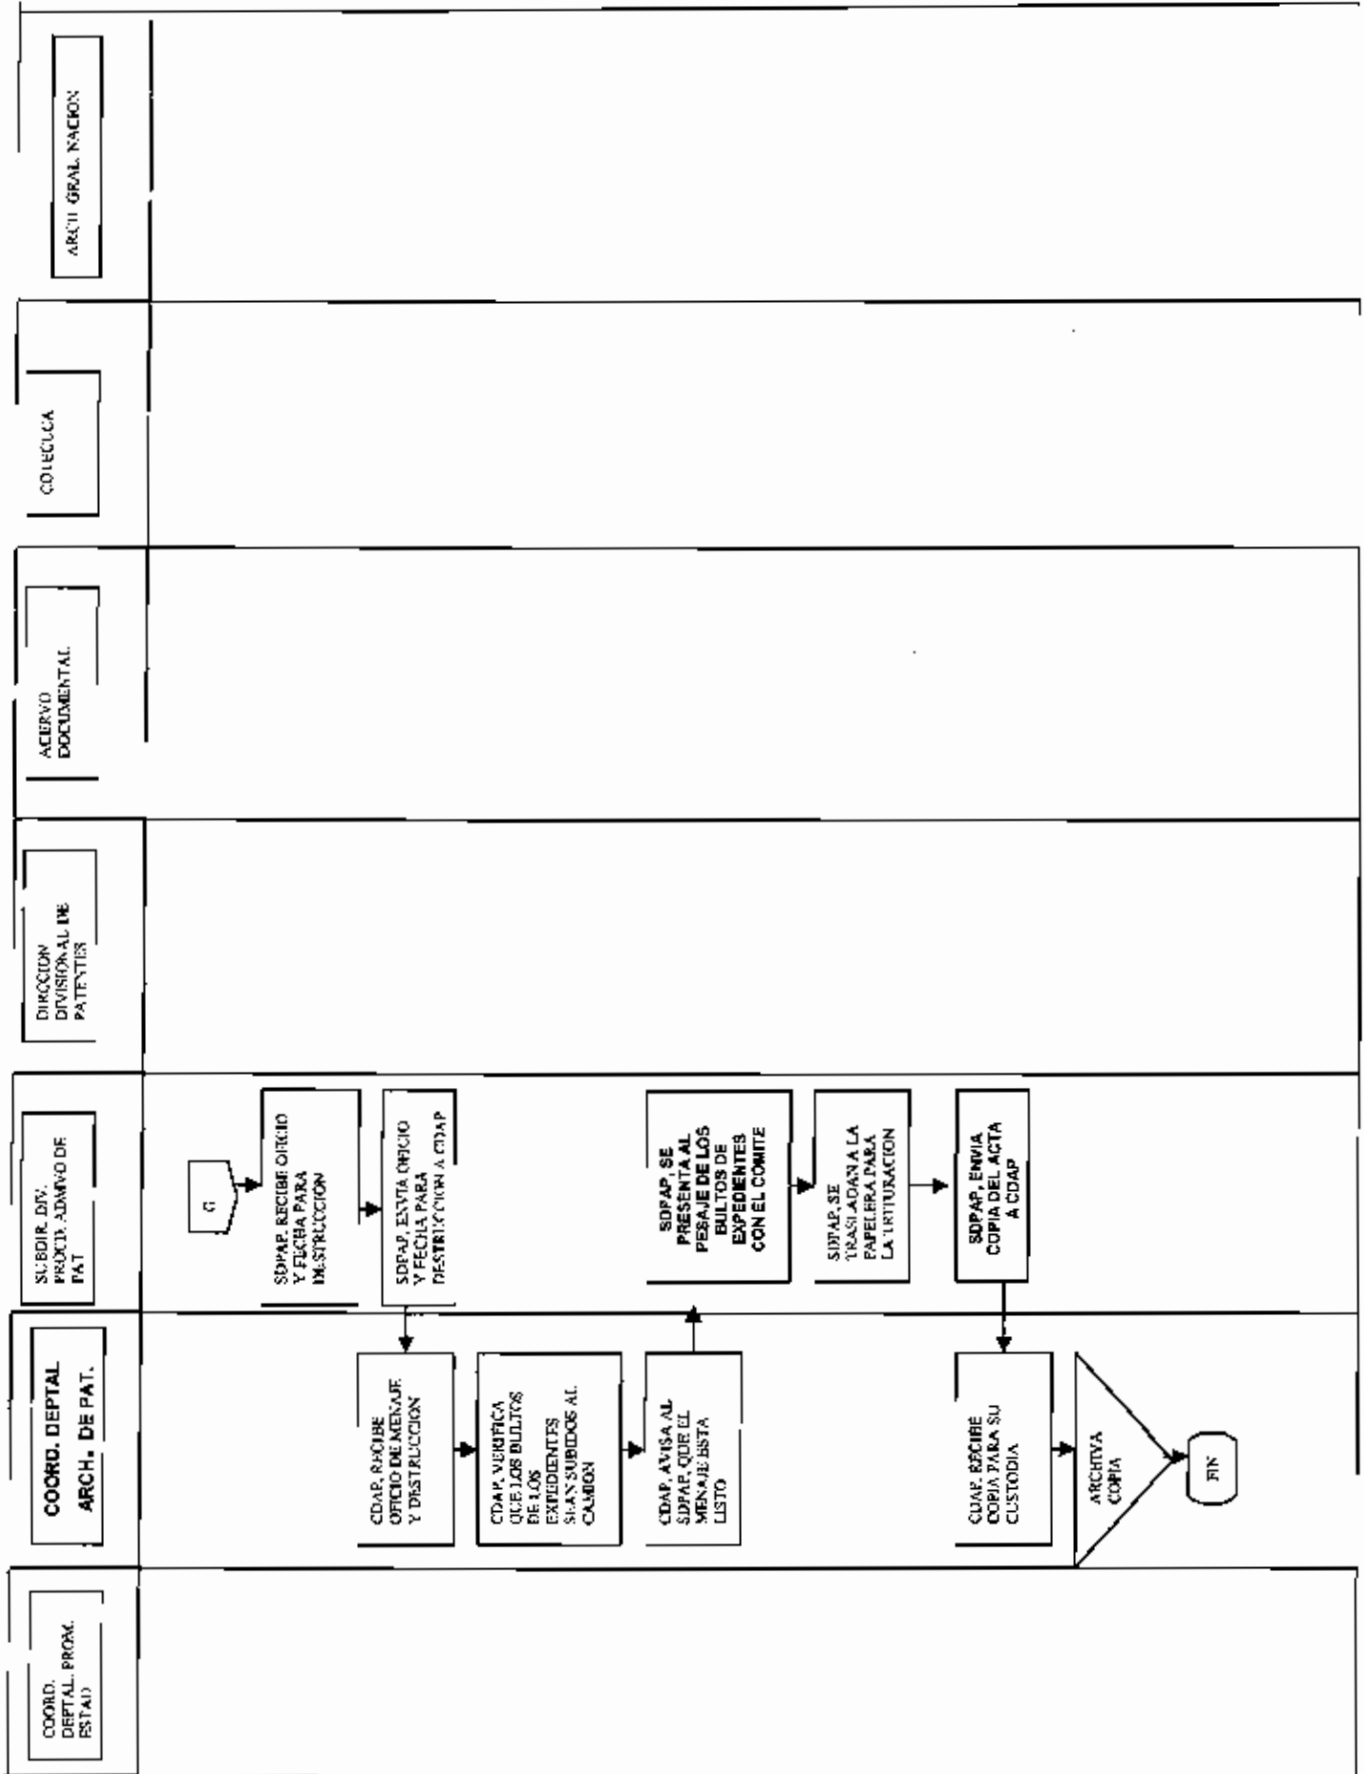 COORD.
DEPTAL. PROM.
ESTAD
COORD. DEPTAL
ARCH. DE PAT.
SUBDIR. DIV.
PROC'IA. ADMIVO DE
PAT
DIRCCION
DIVISIONAL DE
PATENTES
ACERVO
DOCUMENTAL
COTECUCA
ARCH GRAL. NACION
G
SDPAP, RECIBE OFICIO
Y FECHA PARA
DESTRUCCIÓN
SDPAP, ENVIA OFICIO
Y FECHA PARA
DESTRUCCION A CDAP
CDAP, RECIBE
OFICIO DE MENAJE
Y DESTRUCCION
CDAP, VERIFICA
QUE LOS BULTOS
DE LOS
EXPEDIENTES
SEAN SUBIDOS AL
CAMION
CDAP, AVISA AL
SDPAP, QUE EL
MENAJE ESTA
LISTO
SDPAP, SE
PRESENTA AL
PESAJE DE LOS
BULTOS DE
EXPEDIENTES
CON EL COMITE
SDPAP, SE
TRASLADAN A LA
PAPELERA PARA
LA TRITURACION
SDPAP, ENVIA
COPIA DEL ACTA
A CDAP
CDAP, RECIBE
COPIA PARA SU
CUSTODIA
ARCHIVA
COPIA
FIN